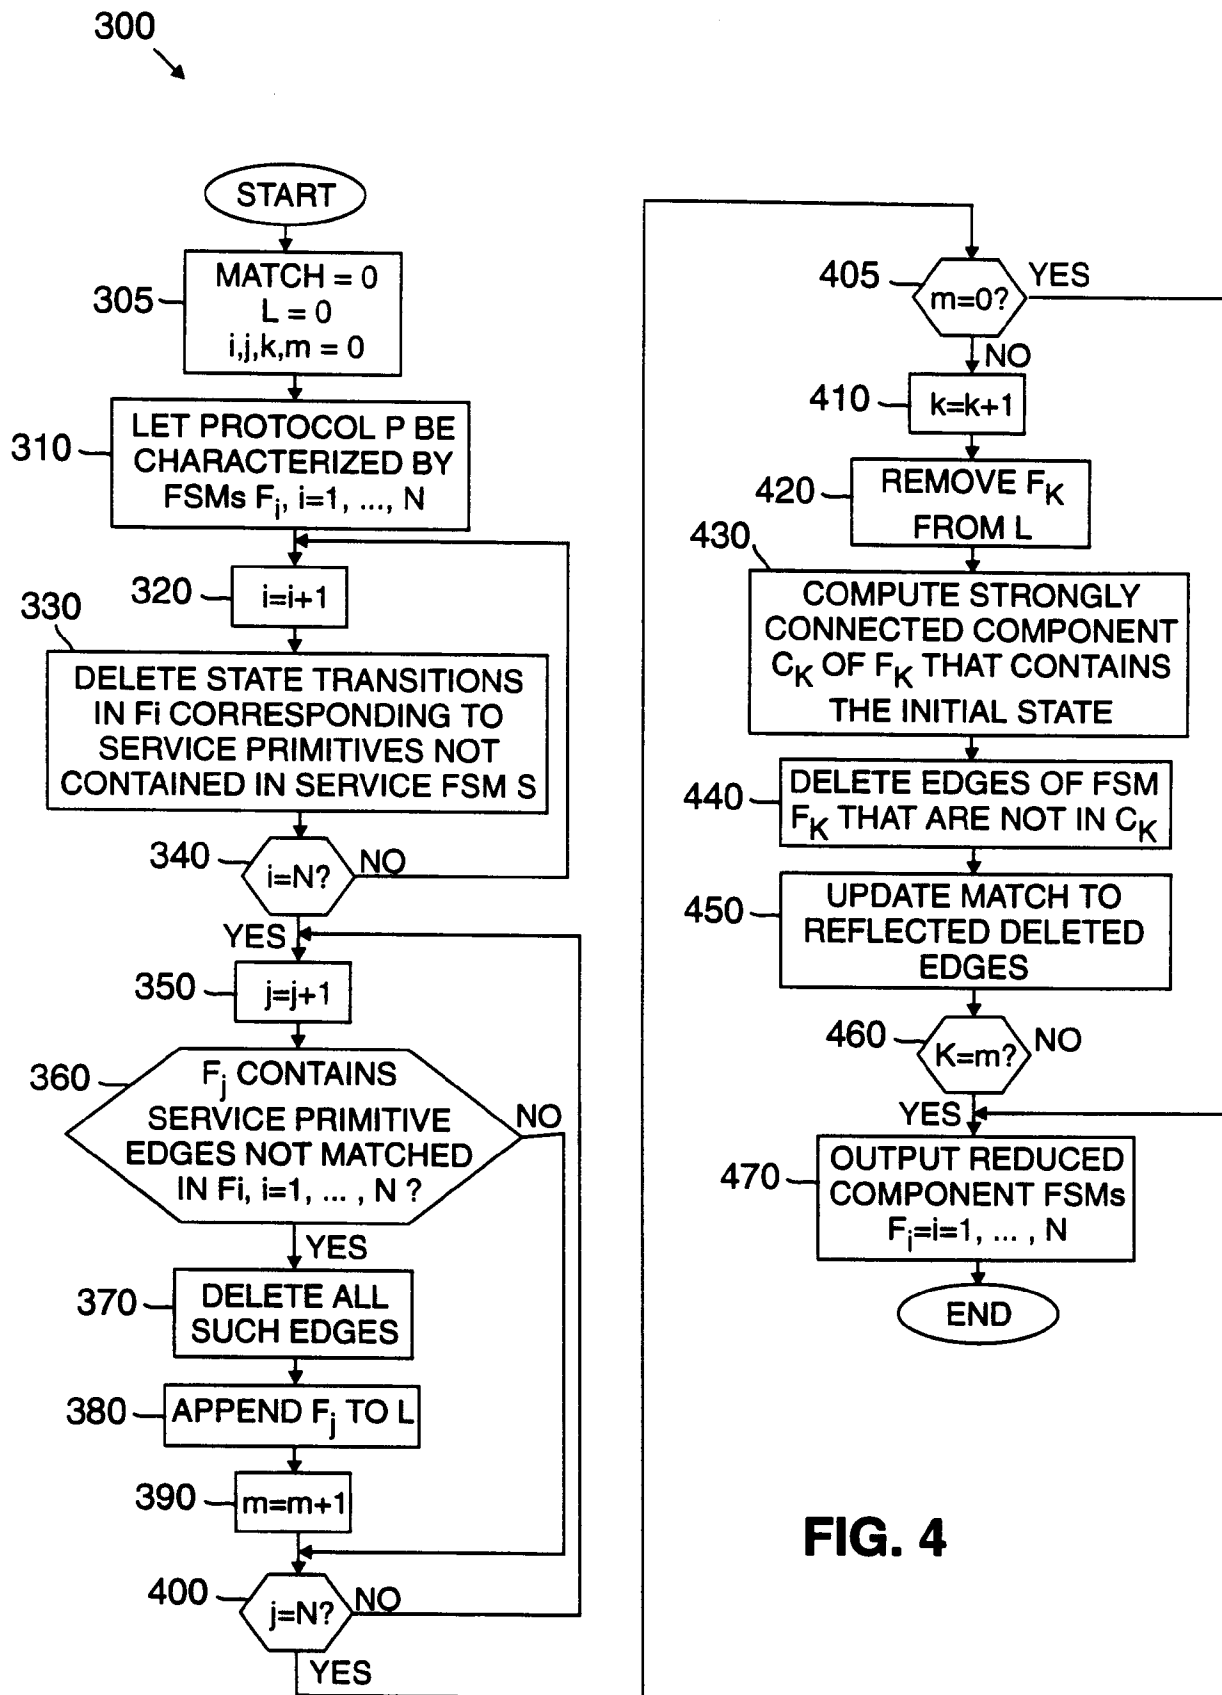 300
START
305
MATCH = 0
L = 0
i,j,k,m = 0
310
LET PROTOCOL P BE
CHARACTERIZED BY
FSMs Fi, i=1, ..., N
320
i=i+1
330
DELETE STATE TRANSITIONS
IN Fi CORRESPONDING TO
SERVICE PRIMITIVES NOT
CONTAINED IN SERVICE FSM S
340
i=N?
NO
YES
350
j=j+1
360
Fj CONTAINS
SERVICE PRIMITIVE
EDGES NOT MATCHED
IN Fi, i=1, ... , N ?
NO
YES
370
DELETE ALL
SUCH EDGES
380
APPEND Fj TO L
390
m=m+1
400
j=N?
NO
YES
405
m=0?
YES
NO
410
k=k+1
420
REMOVE FK
FROM L
430
COMPUTE STRONGLY
CONNECTED COMPONENT
CK OF FK THAT CONTAINS
THE INITIAL STATE
440
DELETE EDGES OF FSM
FK THAT ARE NOT IN CK
450
UPDATE MATCH TO
REFLECTED DELETED
EDGES
460
K=m?
NO
YES
470
OUTPUT REDUCED
COMPONENT FSMs
Fi=i=1, ... , N
END
FIG. 4